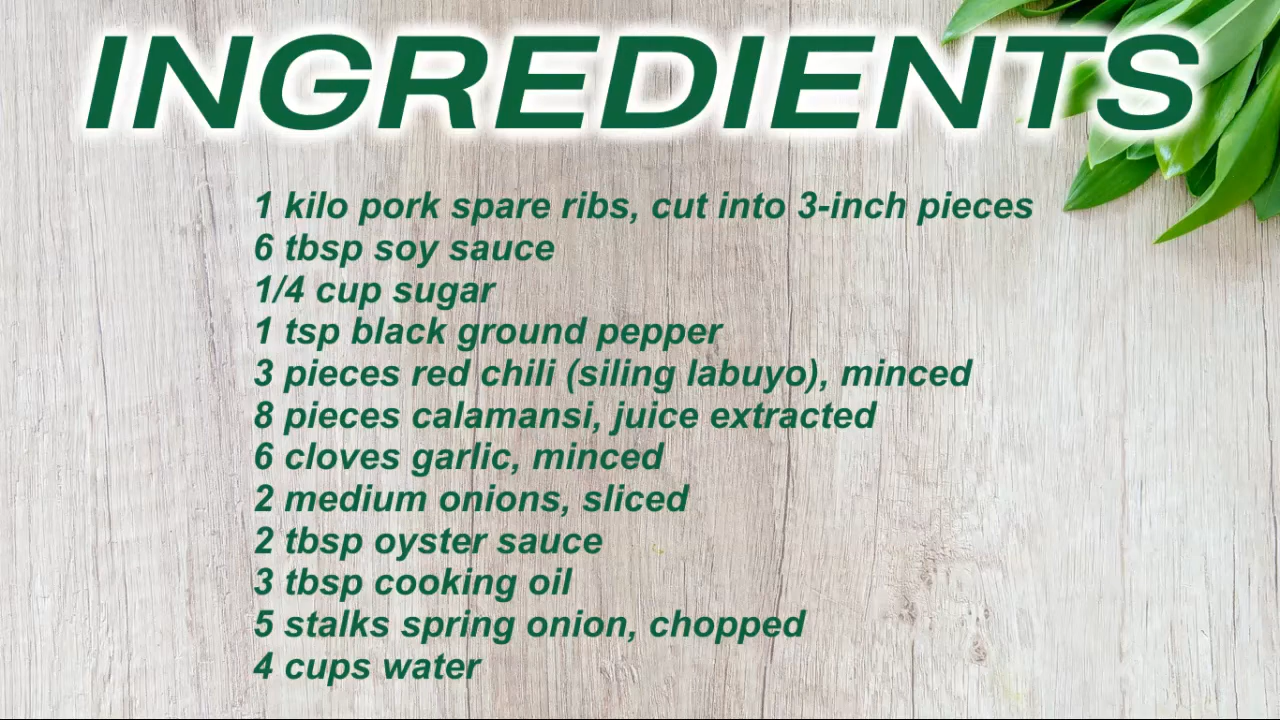 INGREDIENTS
1 kilo pork spare ribs, cut into 3-inch pieces
6 tbsp soy sauce
1/4 cup sugar
1 tsp black ground pepper
3 pieces red chili (siling labuyo), minced
8 pieces calamansi, juice extracted
6 cloves garlic, minced
2 medium onions, sliced
2 tbsp oyster sauce
3 tbsp cooking oil
5 stalks spring onion, chopped
4 cups water